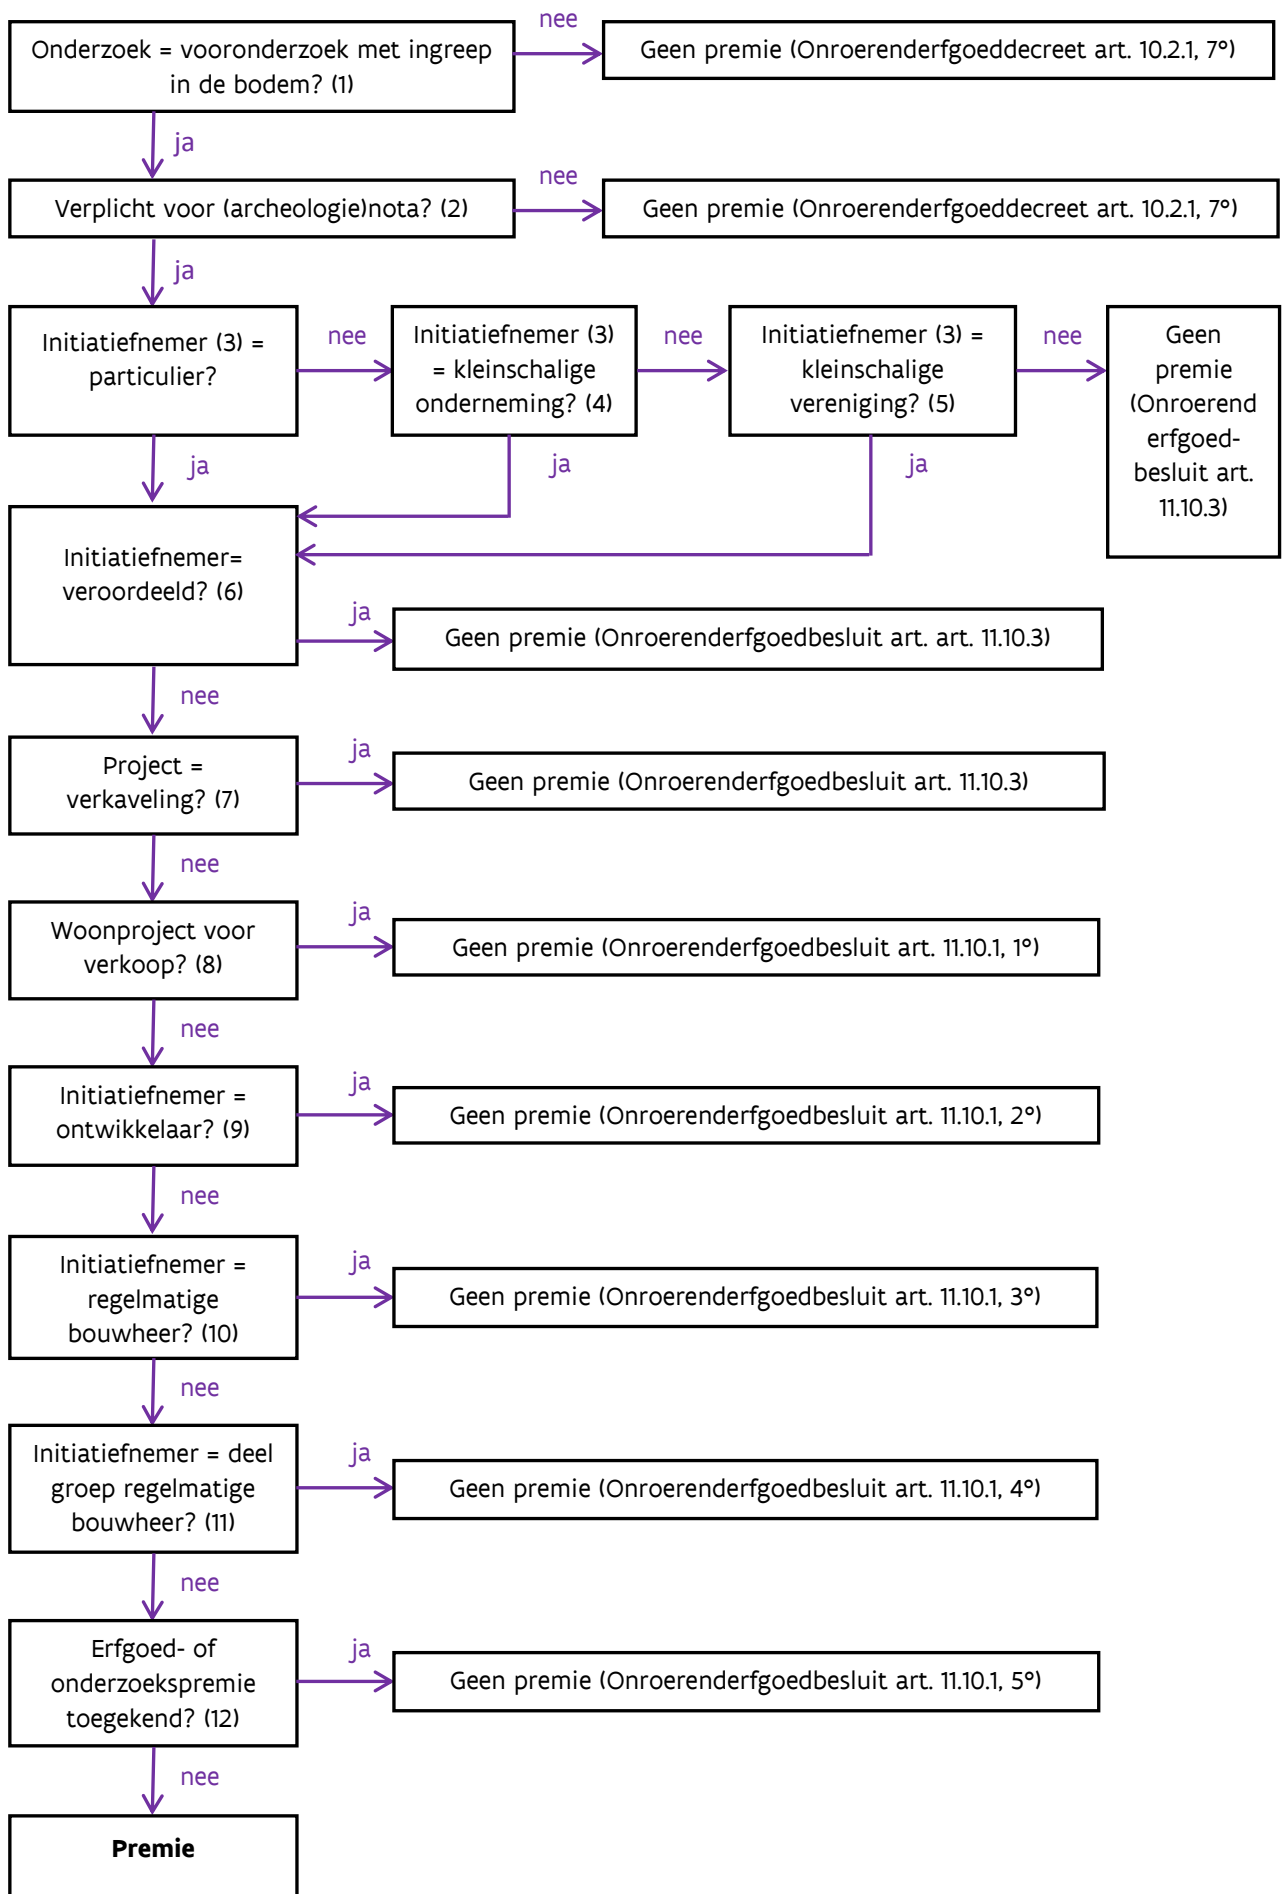 nee
Onderzoek = vooronderzoek met ingreep
in de bodem? (1)
Geen premie (Onroerenderfgoeddecreet art. 10.2.1, 7°)
ja
nee
Verplicht voor (archeologie)nota? (2)
Geen premie (Onroerenderfgoeddecreet art. 10.2.1, 7°)
ja
Initiatiefnemer (3) =
particulier?
nee
Initiatiefnemer (3)
= kleinschalige
onderneming? (4)
nee
Initiatiefnemer (3) =
kleinschalige
vereniging? (5)
nee
Geen
premie
(Onroerend
erfgoed-
besluit art.
11.10.3)
ja
ja
ja
Initiatiefnemer=
veroordeeld? (6)
ja
Geen premie (Onroerenderfgoedbesluit art. art. 11.10.3)
nee
Project =
verkaveling? (7)
ja
Geen premie (Onroerenderfgoedbesluit art. 11.10.3)
nee
Woonproject voor
verkoop? (8)
ja
Geen premie (Onroerenderfgoedbesluit art. 11.10.1, 1°)
nee
Initiatiefnemer =
ontwikkelaar? (9)
ja
Geen premie (Onroerenderfgoedbesluit art. 11.10.1, 2°)
nee
Initiatiefnemer =
regelmatige
bouwheer? (10)
ja
Geen premie (Onroerenderfgoedbesluit art. 11.10.1, 3°)
nee
Initiatiefnemer = deel
groep regelmatige
bouwheer? (11)
ja
Geen premie (Onroerenderfgoedbesluit art. 11.10.1, 4°)
nee
Erfgoed- of
onderzoekspremie
toegekend? (12)
ja
Geen premie (Onroerenderfgoedbesluit art. 11.10.1, 5°)
nee
Premie